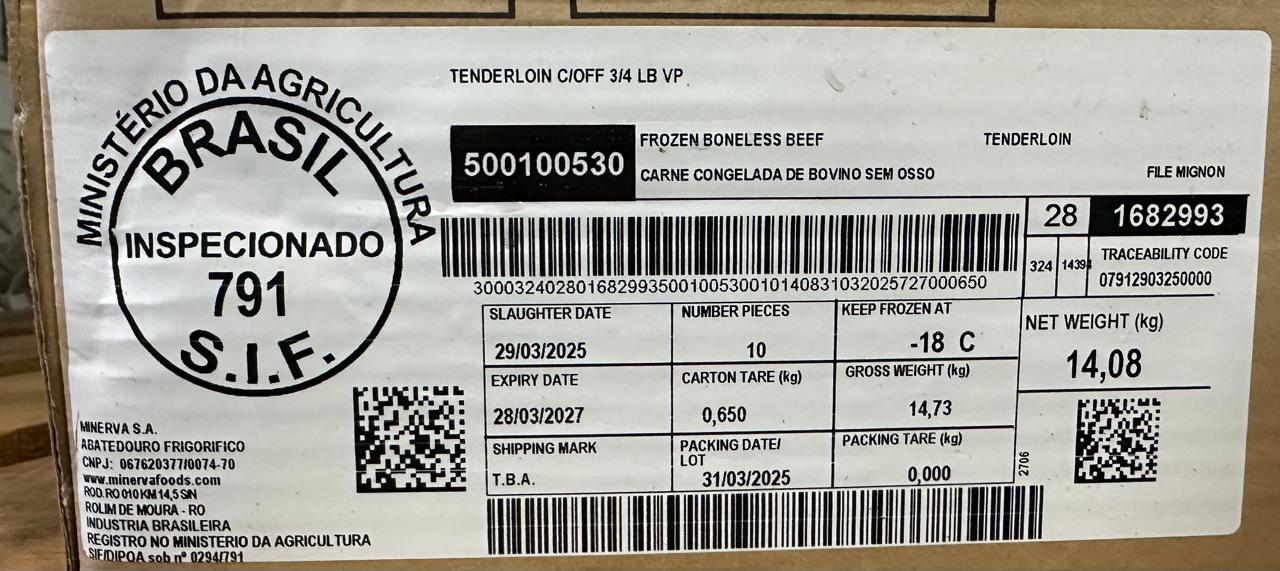 MINISTÉRIO DA AGRICULTURA
BRASIL
INSPECIONADO
791
S.I.F.
TENDERLOIN C/OFF 3/4 LB VP
500100530
FROZEN BONELESS BEEF TENDERLOIN
CARNE CONGELADA DE BOVINO SEM OSSO FILE MIGNON
28 1682993
324 14394
TRACEABILITY CODE
07912903250000
30003240280168299350010053001014083103202572700065​0
SLAUGHTER DATE NUMBER PIECES KEEP FROZEN AT
29/03/2025 10 -18 C
NET WEIGHT (kg)
14,08
EXPIRY DATE CARTON TARE (kg) GROSS WEIGHT (kg)
28/03/2027 0,650 14,73
SHIPPING MARK PACKING DATE/ PACKING TARE (kg)
LOT
T.B.A. 31/03/2025 0,000
2706
MINERVA S.A.
ABATEDOURO FRIGORIFICO
CNPJ: 067620377/0074-70
www.minervafoods.com
ROD. RO 010 KM 14,5 S/N
ROLIM DE MOURA - RO
INDUSTRIA BRASILEIRA
REGISTRO NO MINISTERIO DA AGRICULTURA
SIF/DIPOA sob nº 0294/791